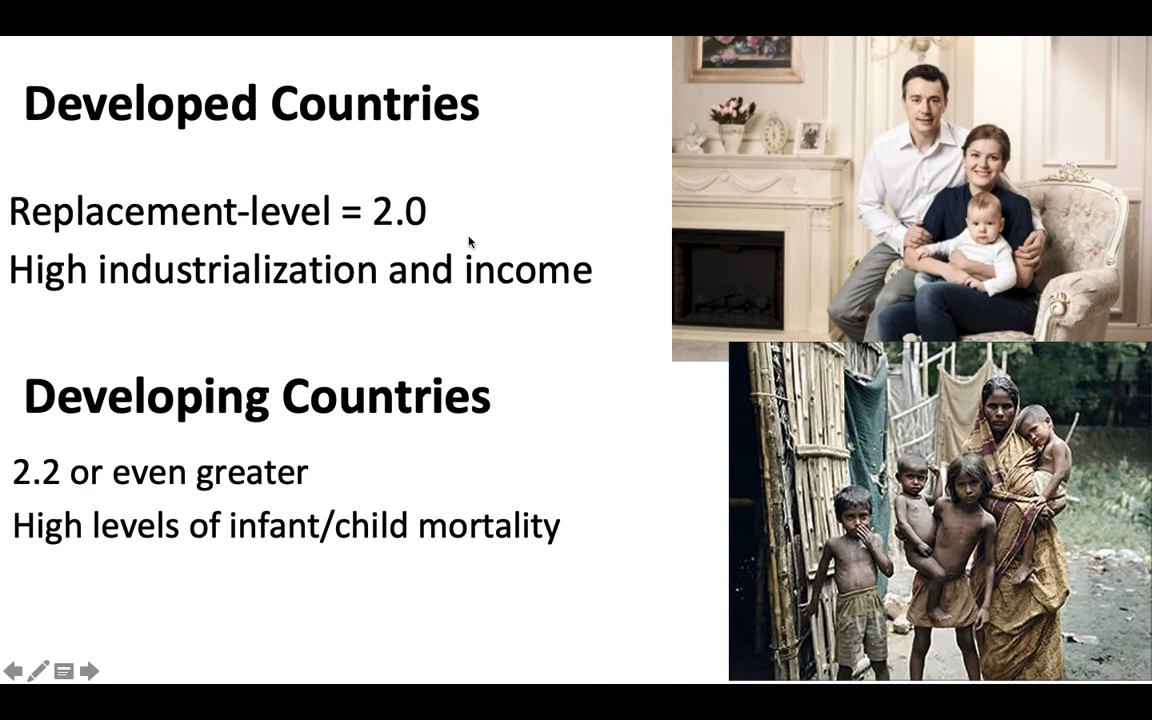 Developed Countries
Replacement-level = 2.0
High industrialization and income
Developing Countries
2.2 or even greater
High levels of infant/child mortality